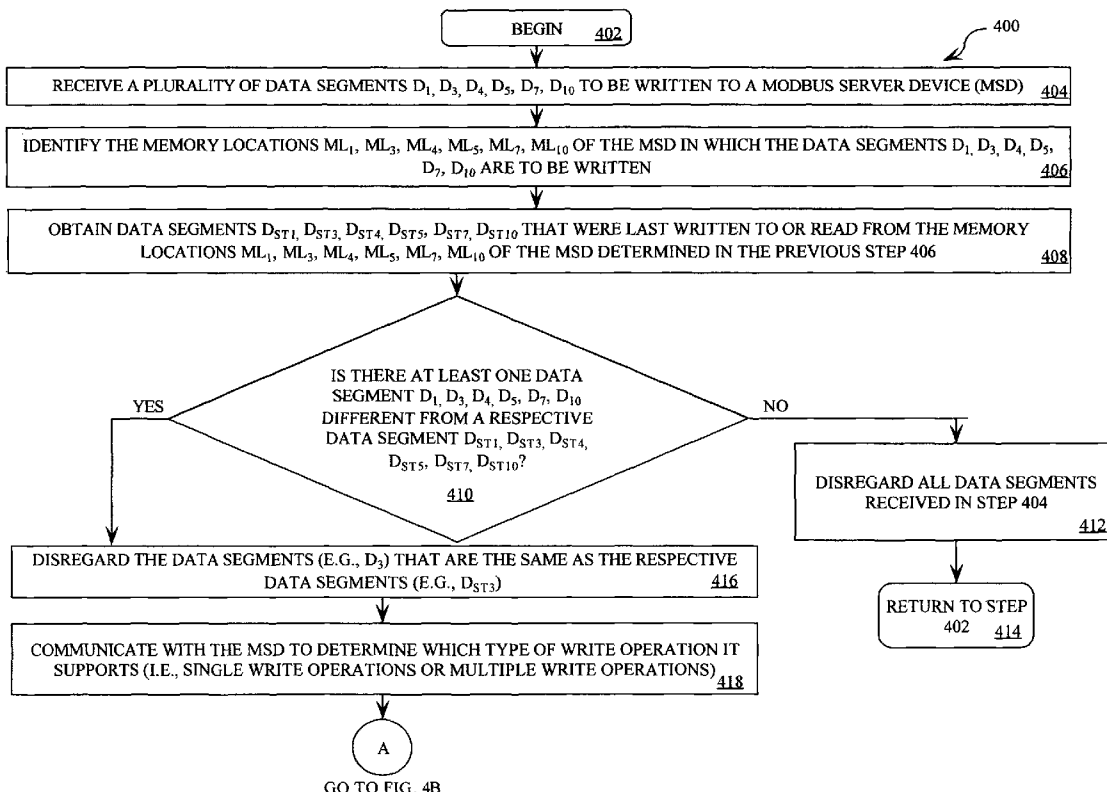 BEGIN 402
400
RECEIVE A PLURALITY OF DATA SEGMENTS D1, D3, D4, D5, D7, D10 TO BE WRITTEN TO A MODBUS SERVER DEVICE (MSD) 404
IDENTIFY THE MEMORY LOCATIONS ML1, ML3, ML4, ML5, ML7, ML10 OF THE MSD IN WHICH THE DATA SEGMENTS D1, D3, D4, D5,
D7, D10 ARE TO BE WRITTEN 406
OBTAIN DATA SEGMENTS DST1, DST3, DST4, DST5, DST7, DST10 THAT WERE LAST WRITTEN TO OR READ FROM THE MEMORY
LOCATIONS ML1, ML3, ML4, ML5, ML7, ML10 OF THE MSD DETERMINED IN THE PREVIOUS STEP 406 408
IS THERE AT LEAST ONE DATA
SEGMENT D1, D3, D4, D5, D7, D10
DIFFERENT FROM A RESPECTIVE
DATA SEGMENT DST1, DST3, DST4,
DST5, DST7, DST10?
410
YES
NO
DISREGARD ALL DATA SEGMENTS
RECEIVED IN STEP 404
412
RETURN TO STEP
402 414
DISREGARD THE DATA SEGMENTS (E.G., D3) THAT ARE THE SAME AS THE RESPECTIVE
DATA SEGMENTS (E.G., DST3) 416
COMMUNICATE WITH THE MSD TO DETERMINE WHICH TYPE OF WRITE OPERATION IT
SUPPORTS (I.E., SINGLE WRITE OPERATIONS OR MULTIPLE WRITE OPERATIONS) 418
A
GO TO FIG. 4B